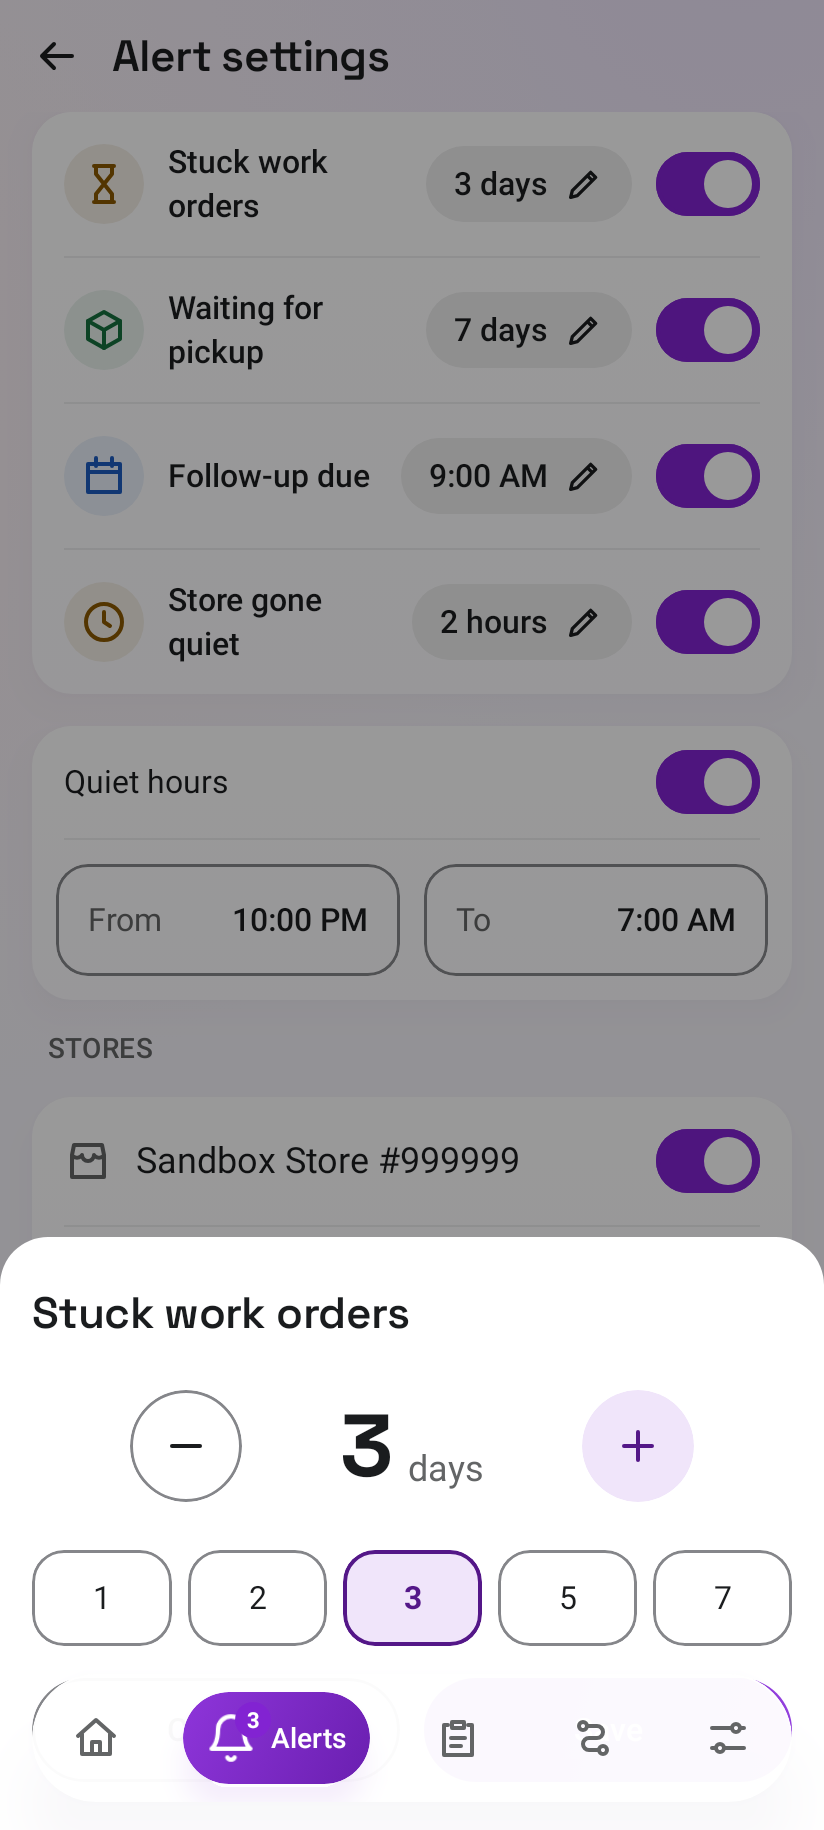 Alert settings
Stuck work
orders
3 days
Waiting for
pickup
7 days
Follow-up due
9:00 AM
Store gone
quiet
2 hours
Quiet hours
From
10:00 PM
To
7:00 AM
STORES
Sandbox Store #999999
Stuck work orders
3 days
1
2
3
5
7
3
Alerts